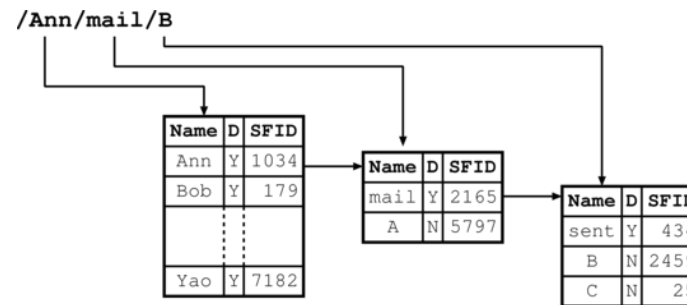 /Ann/mail/B
Name D SFID
Ann Y 1034
Bob Y 179
Yao Y 7182
Name D SFID
mail Y 2165
A N 5797
Name D
sent Y
B N
C N